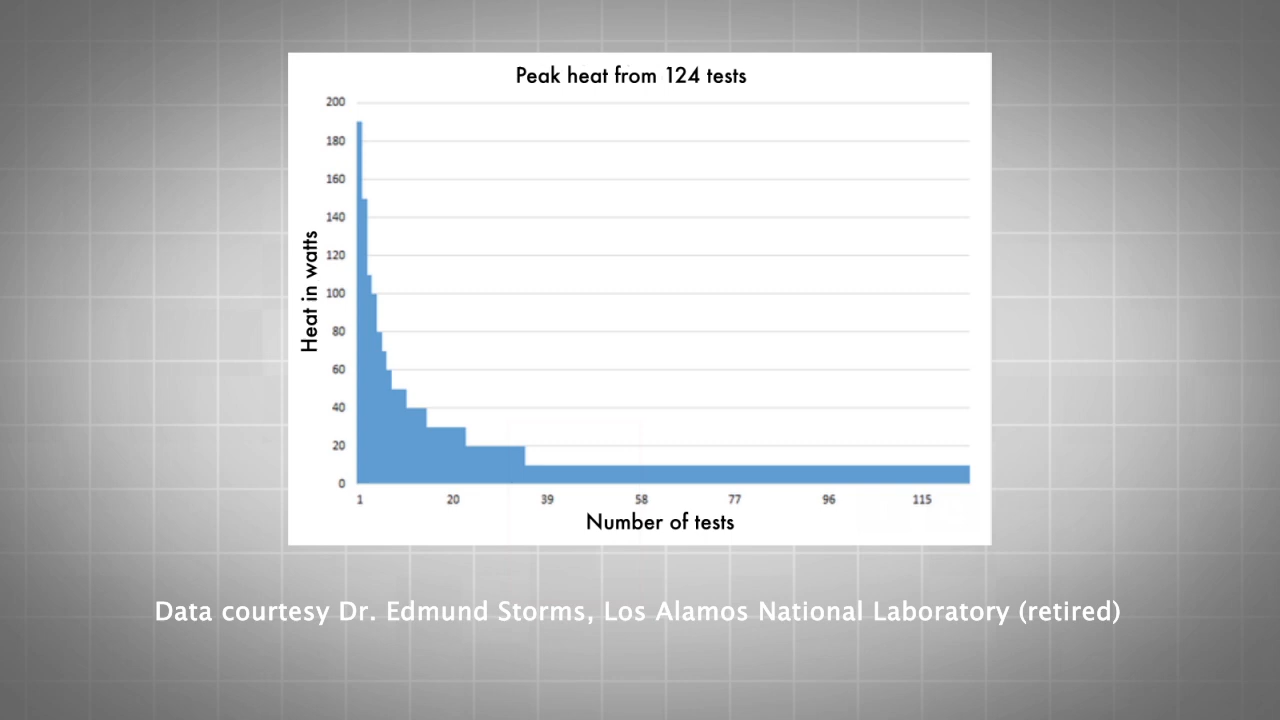 Peak heat from 124 tests
200
180
160
140
120
100
80
60
40
20
0
Heat in watts
1 20 39 58 77 96 115
Number of tests
Data courtesy Dr. Edmund Storms, Los Alamos National Laboratory (retired)